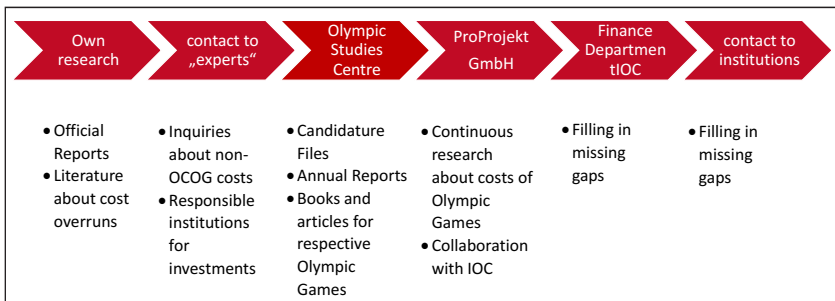 Own
research
contact to
„experts“
Olympic
Studies
Centre
ProProjekt
GmbH
Finance
Departmen
tIOC
contact to
institutions
• Official
Reports
• Literature
about cost
overruns
• Inquiries
about non-
OCOG costs
• Responsible
institutions
for
investments
• Candidature
Files
• Annual Reports
• Books and
articles for
respective
Olympic
Games
• Continuous
research
about costs of
Olympic
Games
• Collaboration
with IOC
• Filling in
missing
gaps
• Filling in
missing
gaps